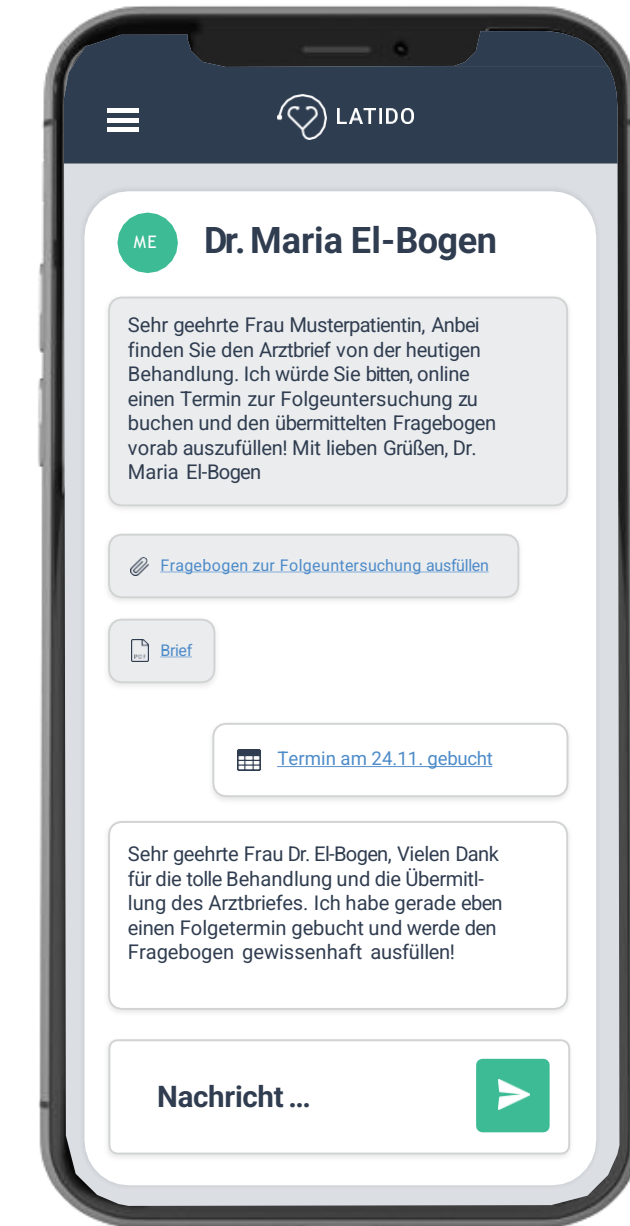 LATIDO
ME
Dr. Maria El-Bogen
Sehr geehrte Frau Musterpatientin, Anbei
finden Sie den Arztbrief von der heutigen
Behandlung. Ich würde Sie bitten, online
einen Termin zur Folgeuntersuchung zu
buchen und den übermittelten Fragebogen
vorab auszufüllen! Mit lieben Grüßen, Dr.
Maria El-Bogen
Fragebogen zur Folgeuntersuchung ausfüllen
PDF
Brief
Termin am 24.11. gebucht
Sehr geehrte Frau Dr. El-Bogen, Vielen Dank
für die tolle Behandlung und die Übermitl-
lung des Arztbriefes. Ich habe gerade eben
einen Folgetermin gebucht und werde den
Fragebogen gewissenhaft ausfüllen!
Nachricht ...